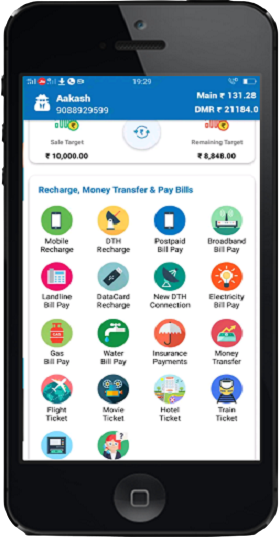 19:29
Aakash
9088929599
Main ₹ 131.28
DMR ₹ 21184.0
Safe Target
₹ 10,000.00
Remaining Target
₹ 8,848.00
Recharge, Money Transfer & Pay Bills
Mobile
Recharge
DTH
Recharge
Postpaid
Bill Pay
Broadband
Bill Pay
Landline
Bill Pay
DataCard
Recharge
New DTH
Connection
Electricity
Bill Pay
Gas
Bill Pay
Water
Bill Pay
Insurance
Payments
Money
Transfer
Flight
Ticket
Movie
Ticket
Hotel
Ticket
Train
Ticket